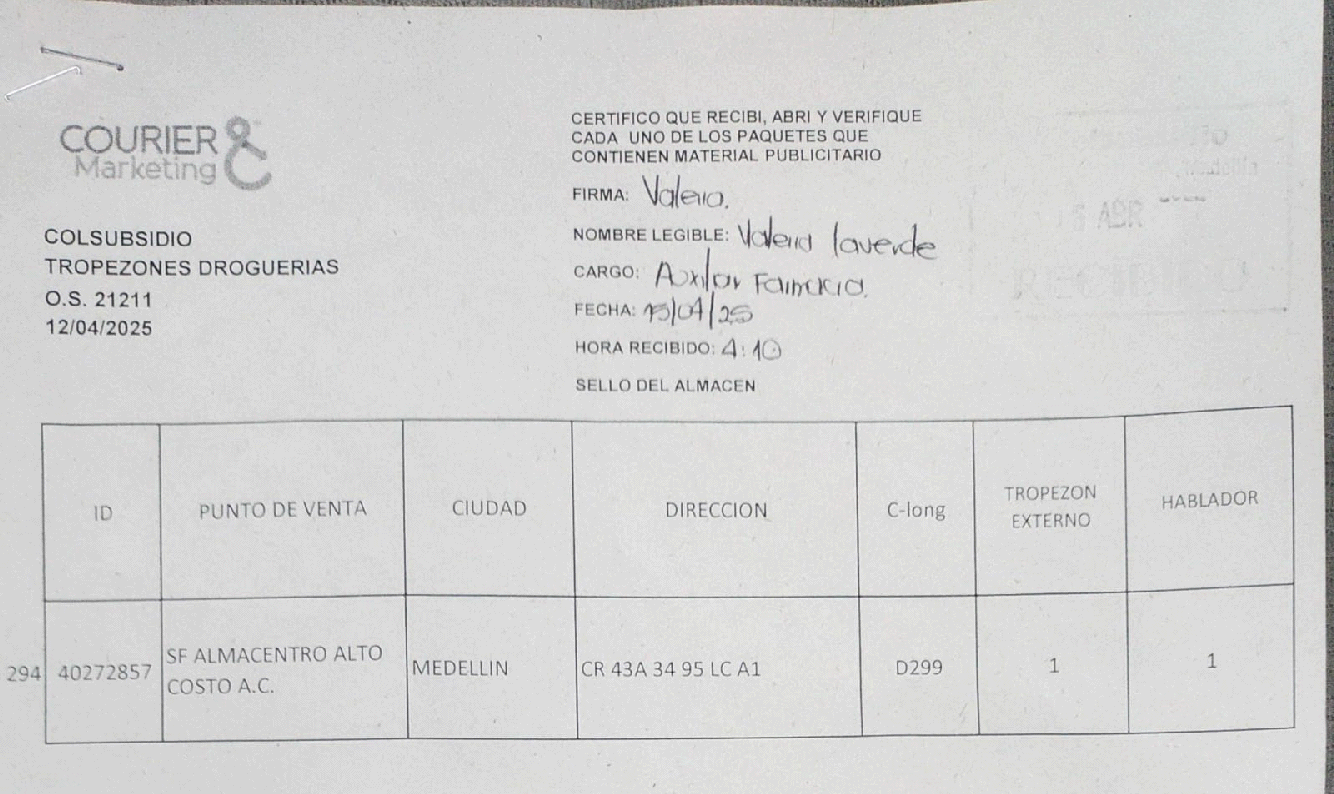 COURIER
Marketing
COLSUBSIDIO
TROPEZONES DROGUERIAS
O.S. 21211
12/04/2025
CERTIFICO QUE RECIBI, ABRI Y VERIFIQUE
CADA UNO DE LOS PAQUETES QUE
CONTIENEN MATERIAL PUBLICITARIO
FIRMA: Valeria.
NOMBRE LEGIBLE: Valeria laverde
CARGO: Auxiliar Farmacia.
FECHA: 15/04/25
HORA RECIBIDO: 4:10
SELLO DEL ALMACEN
Medellín
ABR
RECIBIDO
ID PUNTO DE VENTA CIUDAD DIRECCION C-long TROPEZON EXTERNO HABLADOR
294 40272857 SF ALMACENTRO ALTO COSTO A.C. MEDELLIN CR 43A 34 95 LC A1 D299 1 1